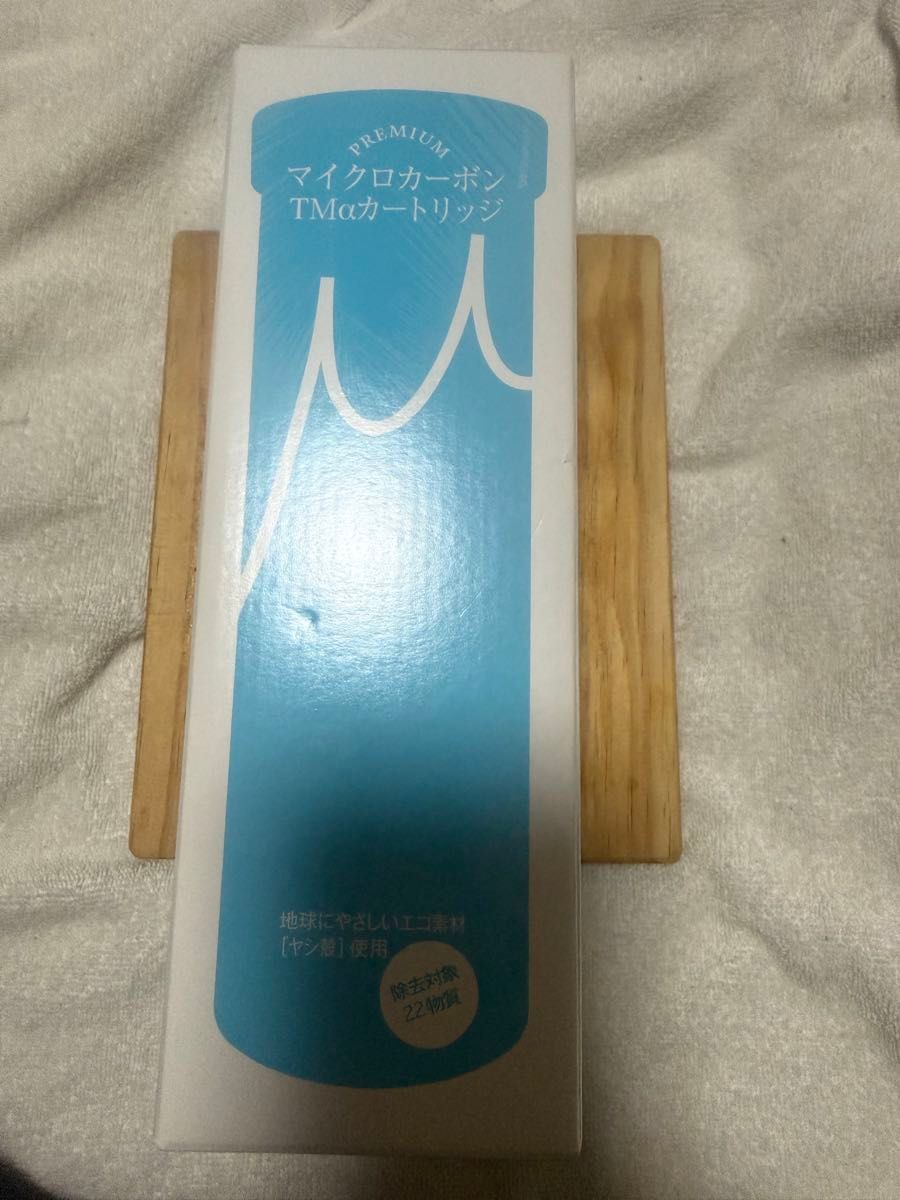 PREMIUM
マイクロカーボン
TMαカートリッジ
μ
地球にやさしいエコ素材
[ヤシ殻] 使用
除去対象
22物質